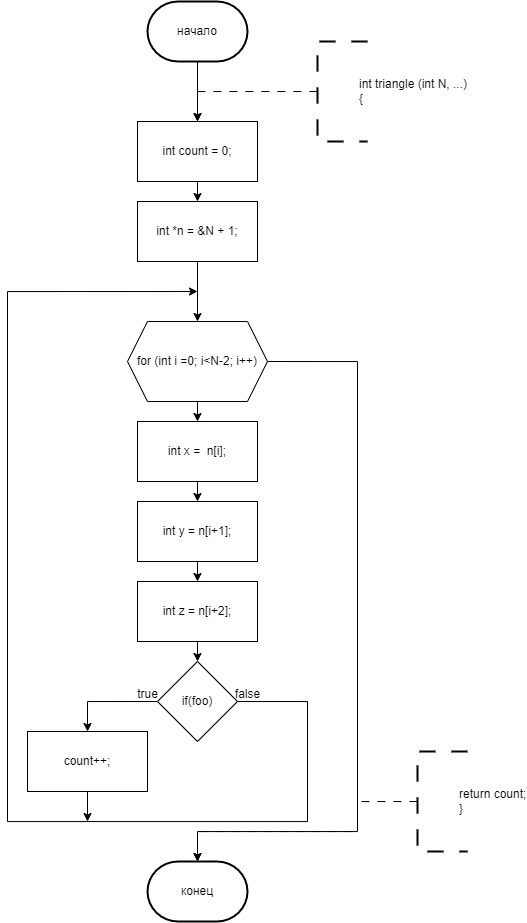 начало
int triangle (int N, ...)
{
int count = 0;
int *n = &N + 1;
for (int i =0; i<N-2; i++)
int x = n[i];
int y = n[i+1];
int z = n[i+2];
true
if(foo)
false
count++;
return count;
}
конец